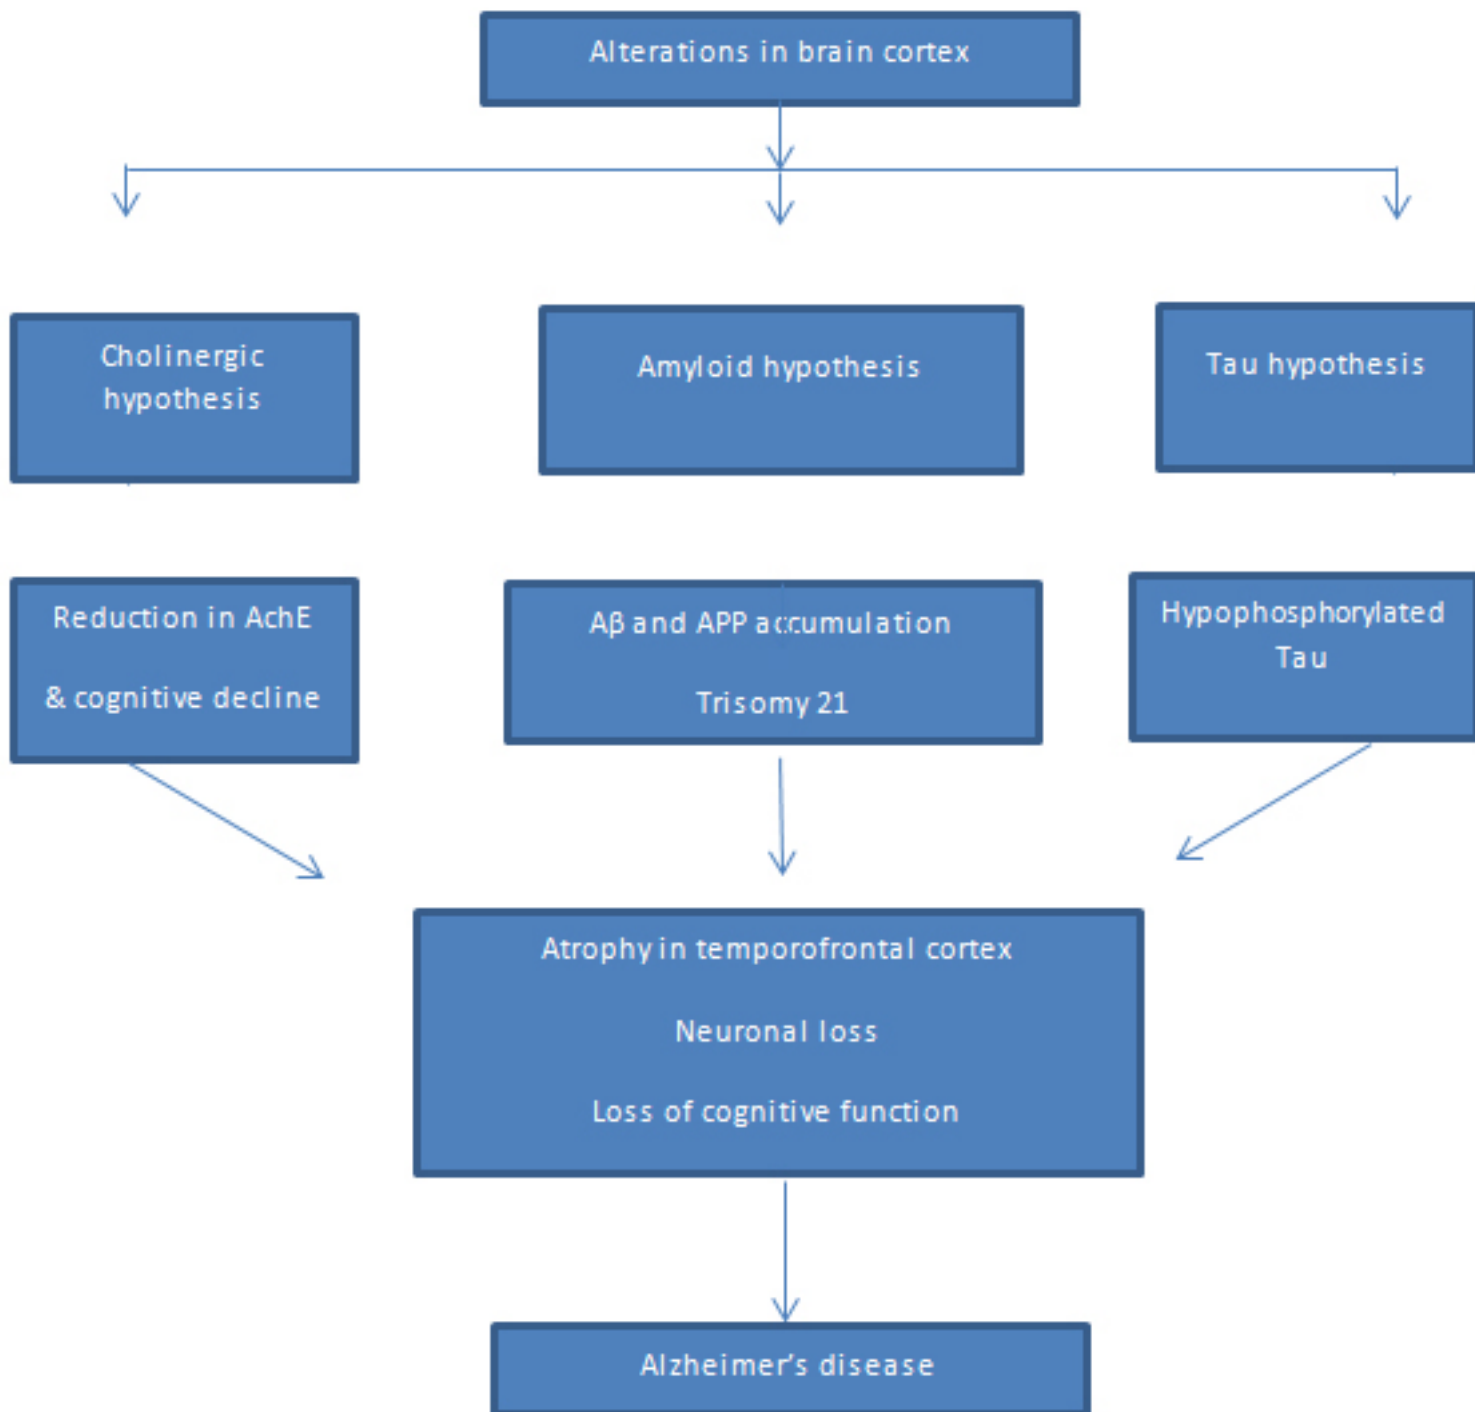 Alterations in brain cortex
Cholinergic
hypothesis
Amyloid hypothesis
Tau hypothesis
Reduction in AchE
& cognitive decline
Aβ and APP accumulation
Trisomy 21
Hypophosphorylated
Tau
Atrophy in temporofrontal cortex
Neuronal loss
Loss of cognitive function
Alzheimer’s disease